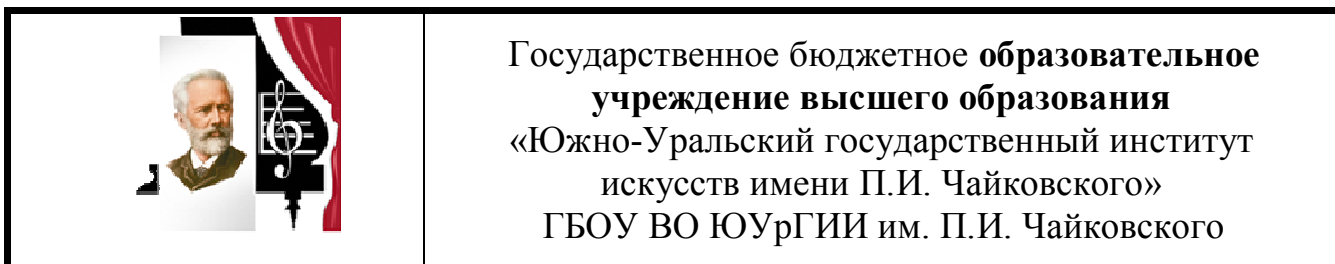 Государственное бюджетное образовательное
учреждение высшего образования
«Южно-Уральский государственный институт
искусств имени П.И. Чайковского»
ГБОУ ВО ЮУрГИИ им. П.И. Чайковского